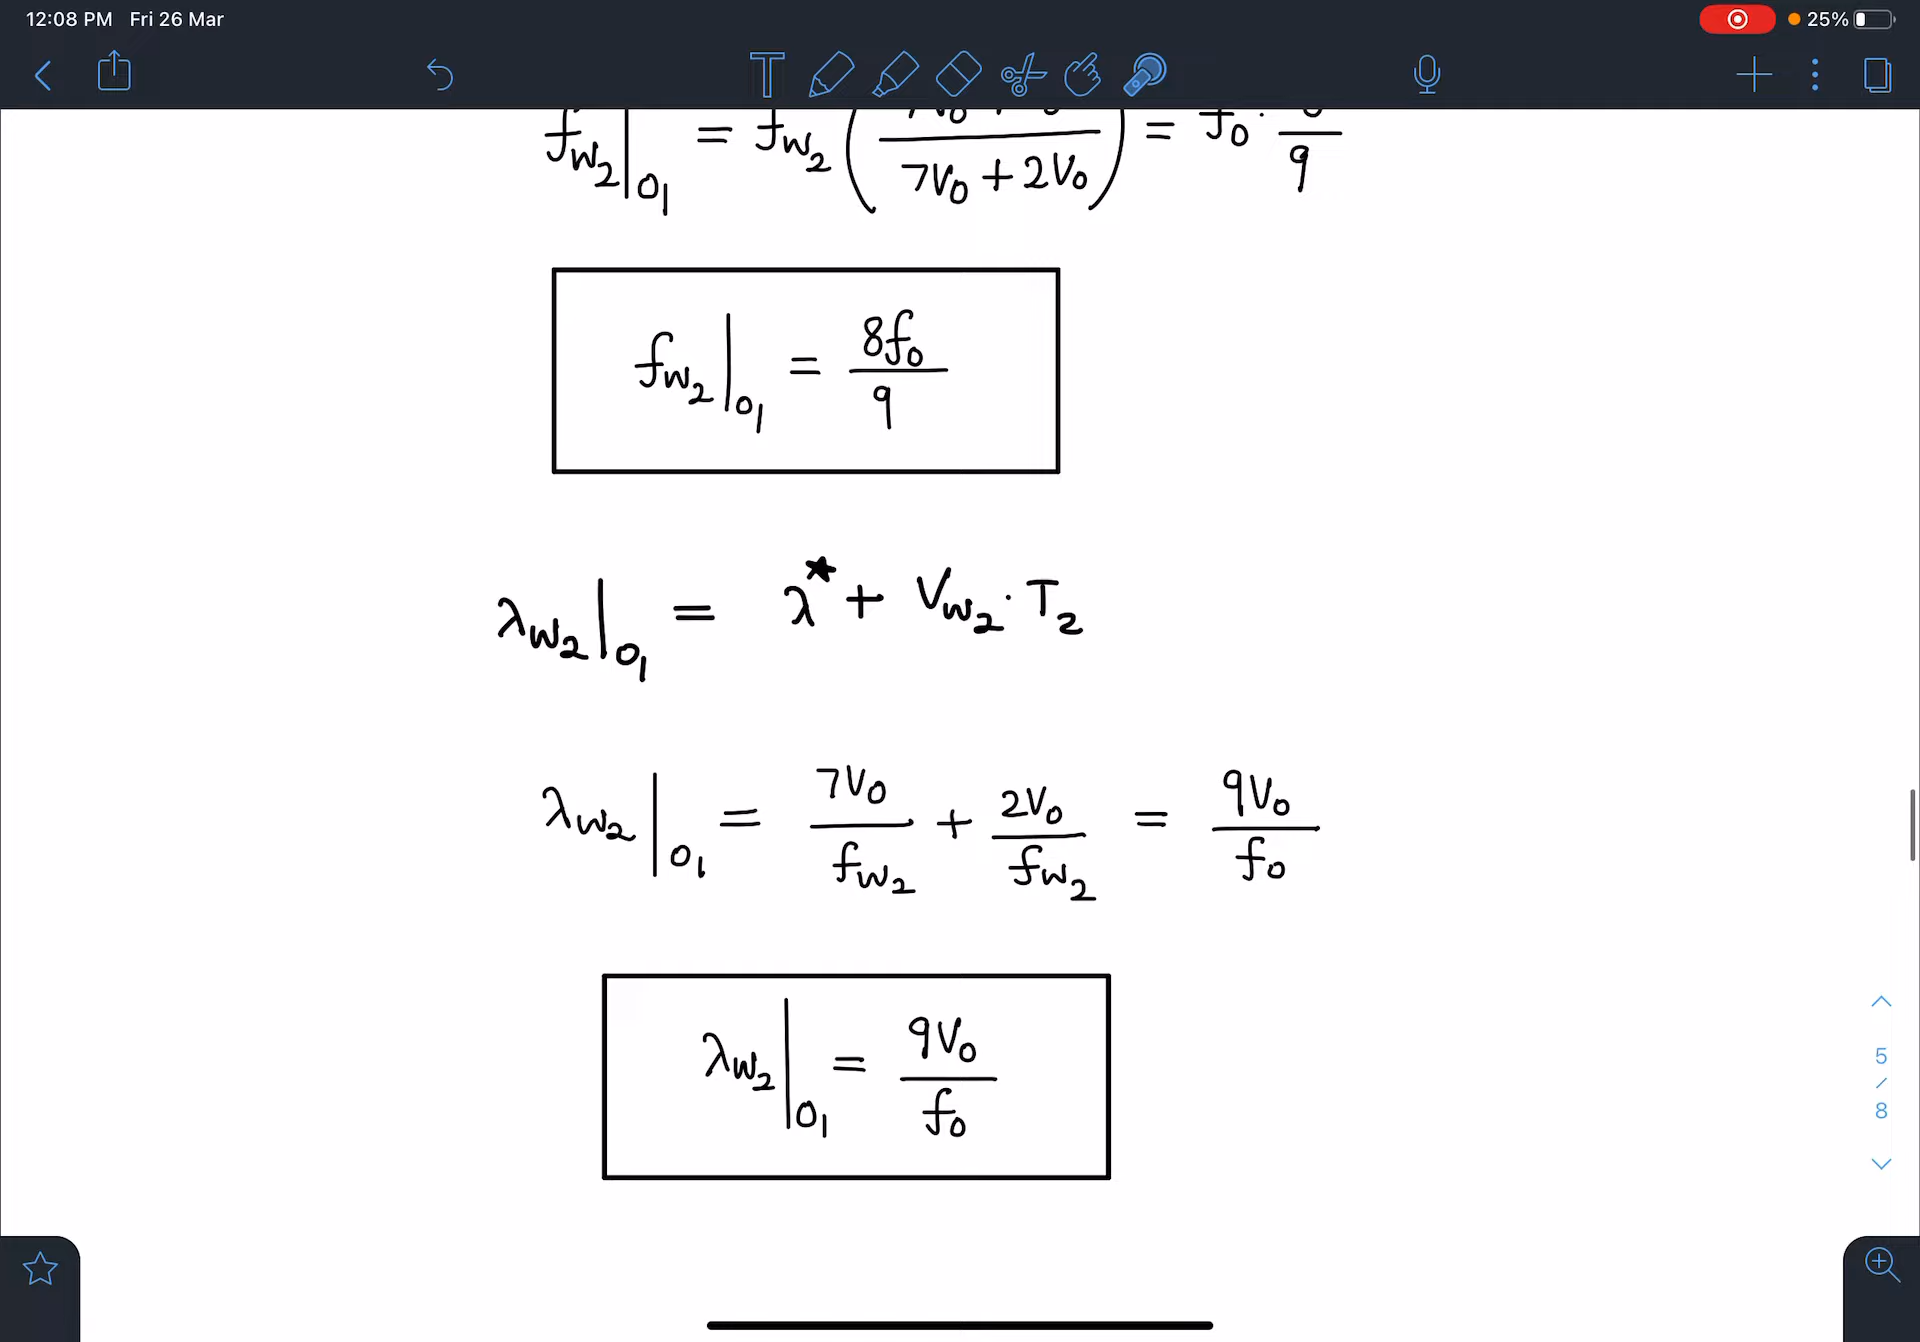 12:08 PM Fri 26 Mar 25%
f_{w_2}|_{O_1} = f_{w_2} ( / 7V_0 + 2V_0 ) = f_0 · / 9
f_{w_2}|_{O_1} = 8f_0 / 9
λ_{w_2}|_{O_1} = λ^★ + V_{w_2} · T_2
λ_{w_2}|_{O_1} = 7V_0 / f_{w_2} + 2V_0 / f_{w_2} = 9V_0 / f_0
λ_{w_2}|_{O_1} = 9V_0 / f_0
5
/
8